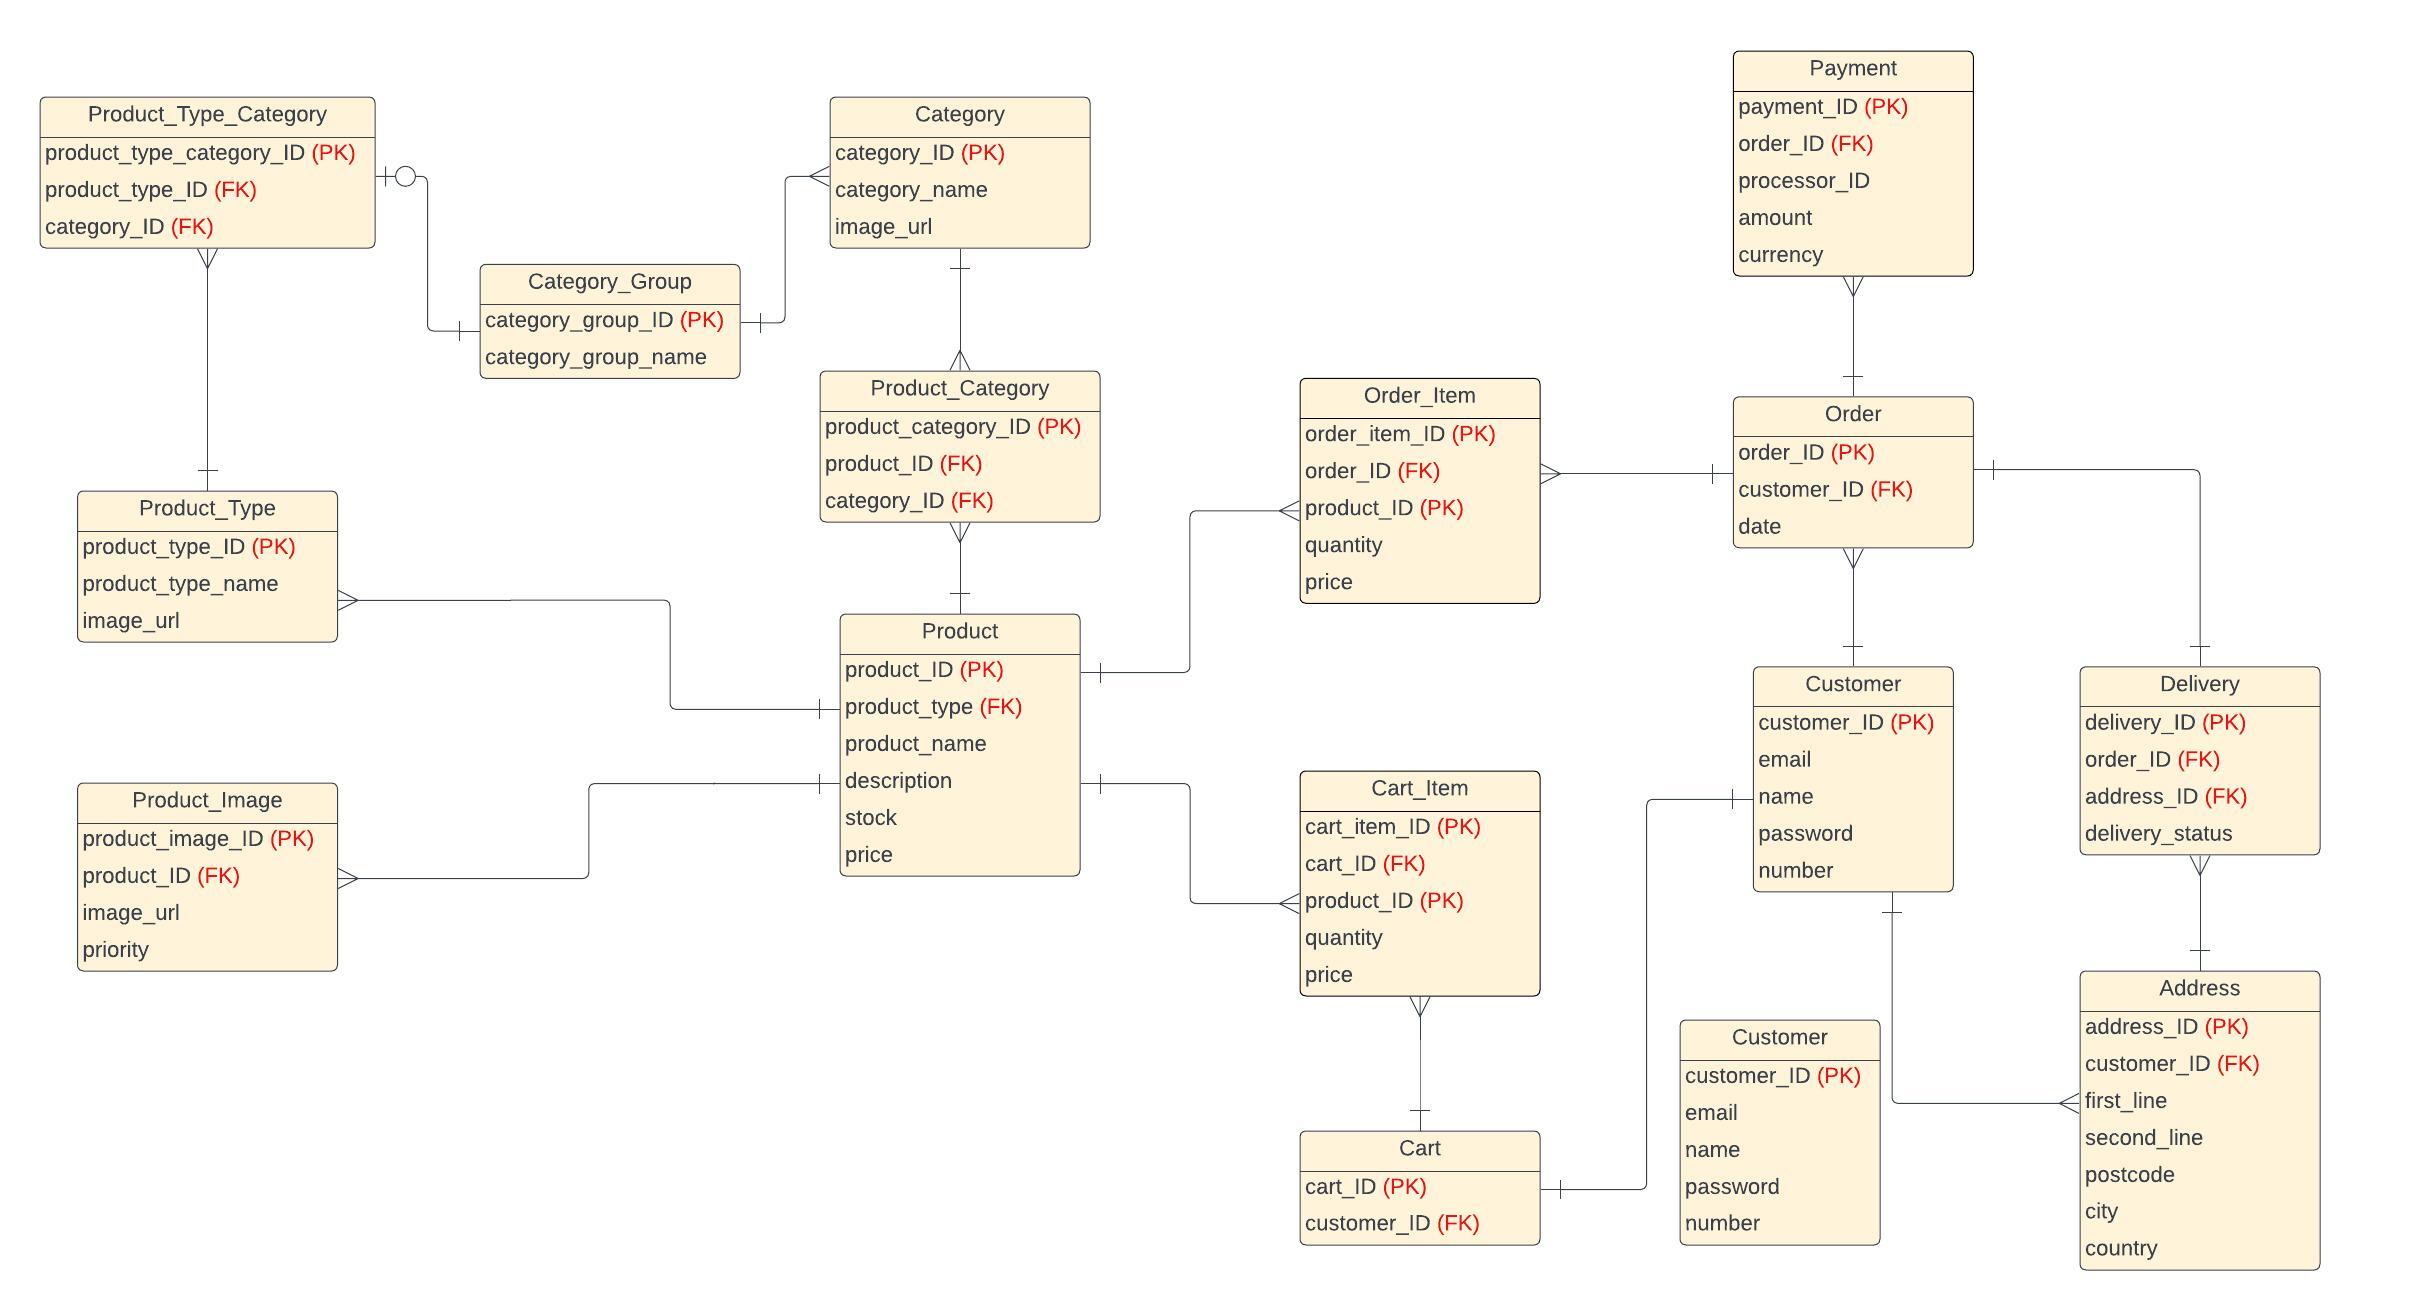 Product_Type_Category
product_type_category_ID (PK)
product_type_ID (FK)
category_ID (FK)
Category_Group
category_group_ID (PK)
category_group_name
Category
category_ID (PK)
category_name
image_url
Product_Category
product_category_ID (PK)
product_ID (FK)
category_ID (FK)
Product_Type
product_type_ID (PK)
product_type_name
image_url
Product_Image
product_image_ID (PK)
product_ID (FK)
image_url
priority
Product
product_ID (PK)
product_type (FK)
product_name
description
stock
price
Order_Item
order_item_ID (PK)
order_ID (FK)
product_ID (PK)
quantity
price
Cart_Item
cart_item_ID (PK)
cart_ID (FK)
product_ID (PK)
quantity
price
Cart
cart_ID (PK)
customer_ID (FK)
Payment
payment_ID (PK)
order_ID (FK)
processor_ID
amount
currency
Order
order_ID (PK)
customer_ID (FK)
date
Customer
customer_ID (PK)
email
name
password
number
Customer
customer_ID (PK)
email
name
password
number
Delivery
delivery_ID (PK)
order_ID (FK)
address_ID (FK)
delivery_status
Address
address_ID (PK)
customer_ID (FK)
first_line
second_line
postcode
city
country